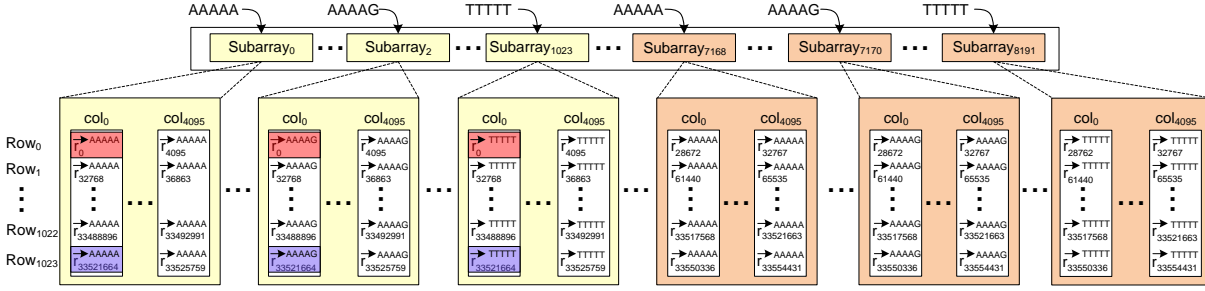 AAAAA AAAAG TTTTT AAAAA AAAAG TTTTT
Subarray0 ... Subarray2 ... Subarray1023 ... Subarray7168 ... Subarray7170 ... Subarray8191
col0 col4095 col0 col4095 col0 col4095 col0 col4095 col0 col4095 col0 col4095
Row0 r0 AAAAA r4095 AAAAA r0 AAAAG r4095 AAAAG r0 TTTTT r4095 TTTTT r28672 AAAAA r32767 AAAAA r28672 AAAAG r32767 AAAAG r28762 TTTTT r32767 TTTTT
Row1 r32768 AAAAA r36863 AAAAA r32768 AAAAG r36863 AAAAG r32768 TTTTT r36863 TTTTT r61440 AAAAA r65535 AAAAA r61440 AAAAG r65535 AAAAG r61440 TTTTT r65535 TTTTT
Row1022 r33488896 AAAAA r33492991 AAAAA r33488896 AAAAG r33492991 AAAAG r33488896 TTTTT r33492991 TTTTT r33517568 AAAAA r33521663 AAAAA r33517568 AAAAG r33521663 AAAAG r33517568 TTTTT r33521663 TTTTT
Row1023 r33521664 AAAAA r33525759 AAAAA r33521664 AAAAG r33525759 AAAAG r33521664 TTTTT r33525759 TTTTT r33550336 AAAAA r33554431 AAAAA r33550336 AAAAG r33554431 AAAAG r33550336 TTTTT r33554431 TTTTT